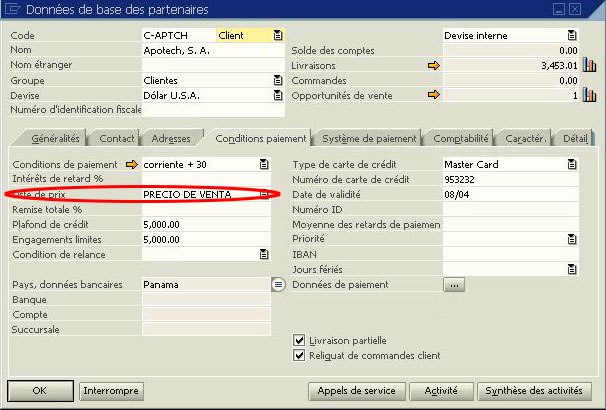 Données de base des partenaires
Code C-APTCH Client Devise interne
Nom Apotech, S. A. Solde des comptes 0.00
Nom étranger Livraisons 3,453.01
Groupe Clientes Commandes 0.00
Devise Dólar U.S.A. Opportunités de vente 1
Numéro d'identification fiscale
Généralités Contact Adresses Conditions paiement Système de paiement Comptabilité Caractér. Détail
Conditions de paiement corriente + 30 Type de carte de crédit Master Card
Intérêts de retard % Numéro de carte de crédit 953232
de prix PRECIO DE VENTA Date de validité 08/04
Remise totale % Numéro ID
Plafond de crédit 5,000.00 Moyenne des retards de paiemen
Engagements limites 5,000.00 Priorité
Condition de relance IBAN
Jours fériés
Pays, données bancaires Panama Données de paiement ...
Banque
Compte
Succursale
Livraison partielle
Reliquat de commandes client
OK Interrompre Appels de service Activité Synthèse des activités